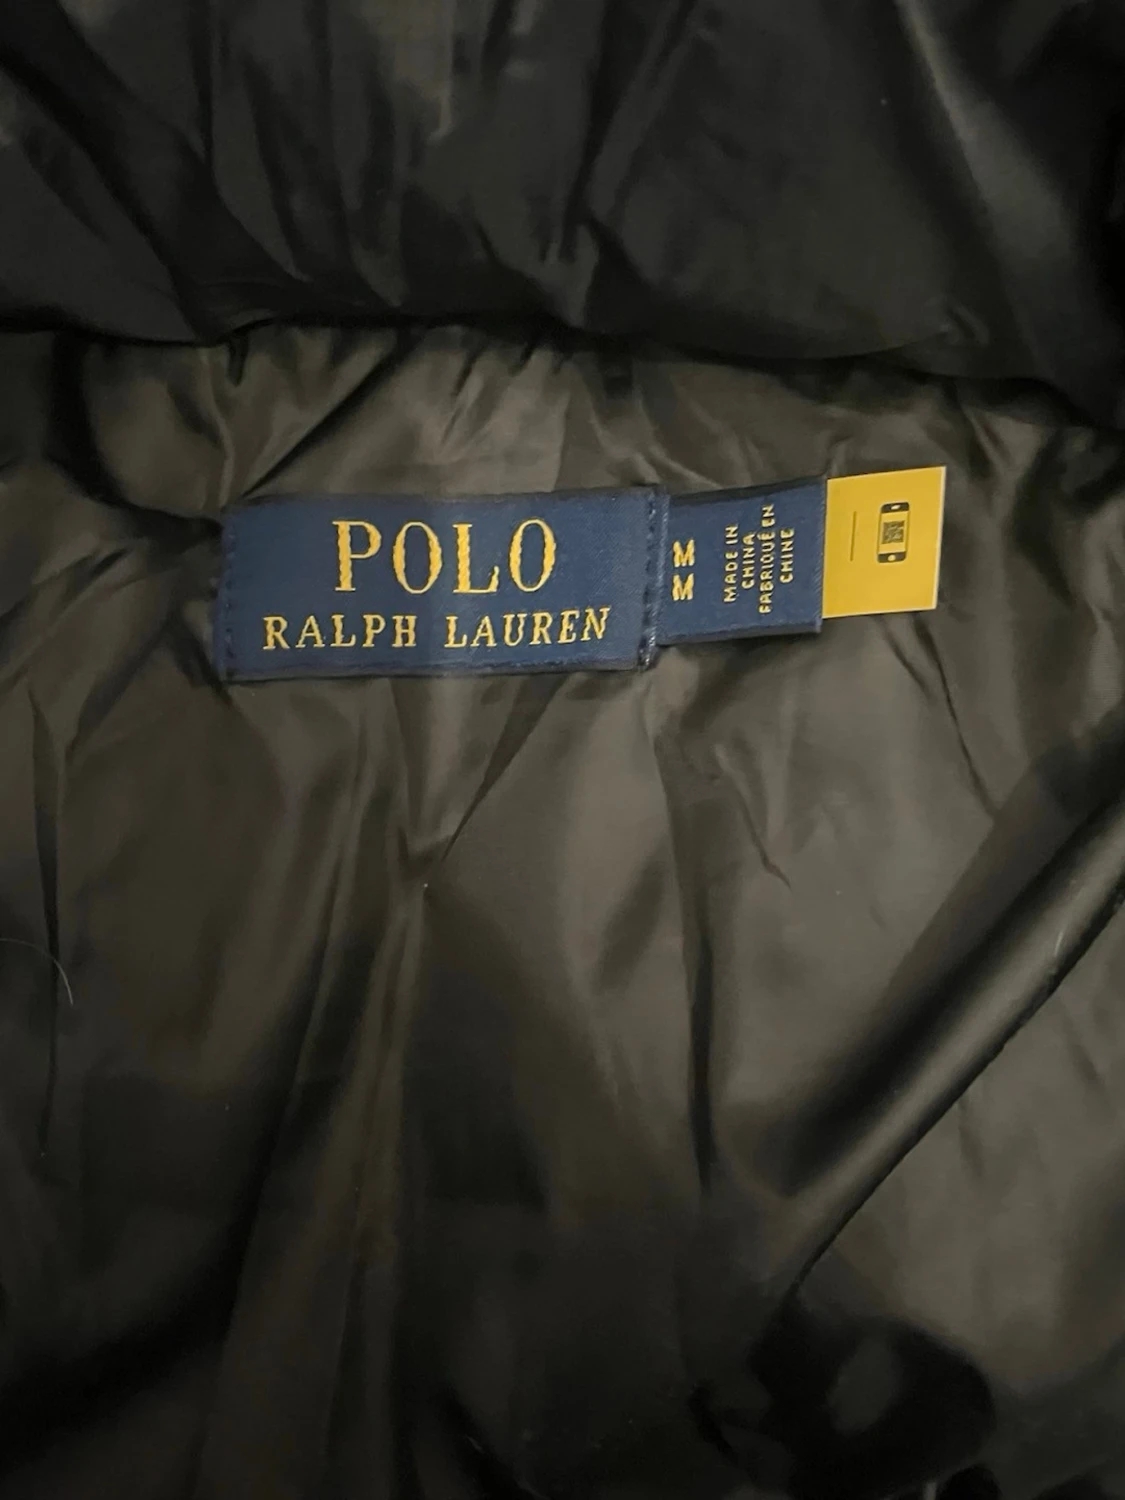 POLO
RALPH LAUREN
M
M
MADE IN
CHINA
FABRIQUÉ EN
CHINE